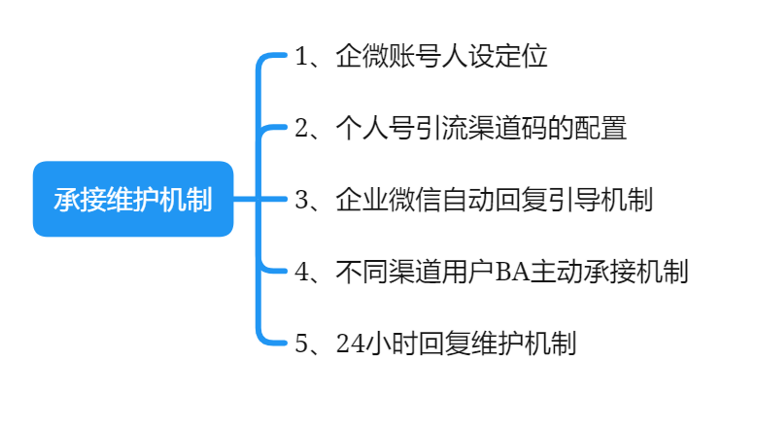 承接维护机制
1、企微账号人设定位
2、个人号引流渠道码的配置
3、企业微信自动回复引导机制
4、不同渠道用户BA主动承接机制
5、24小时回复维护机制